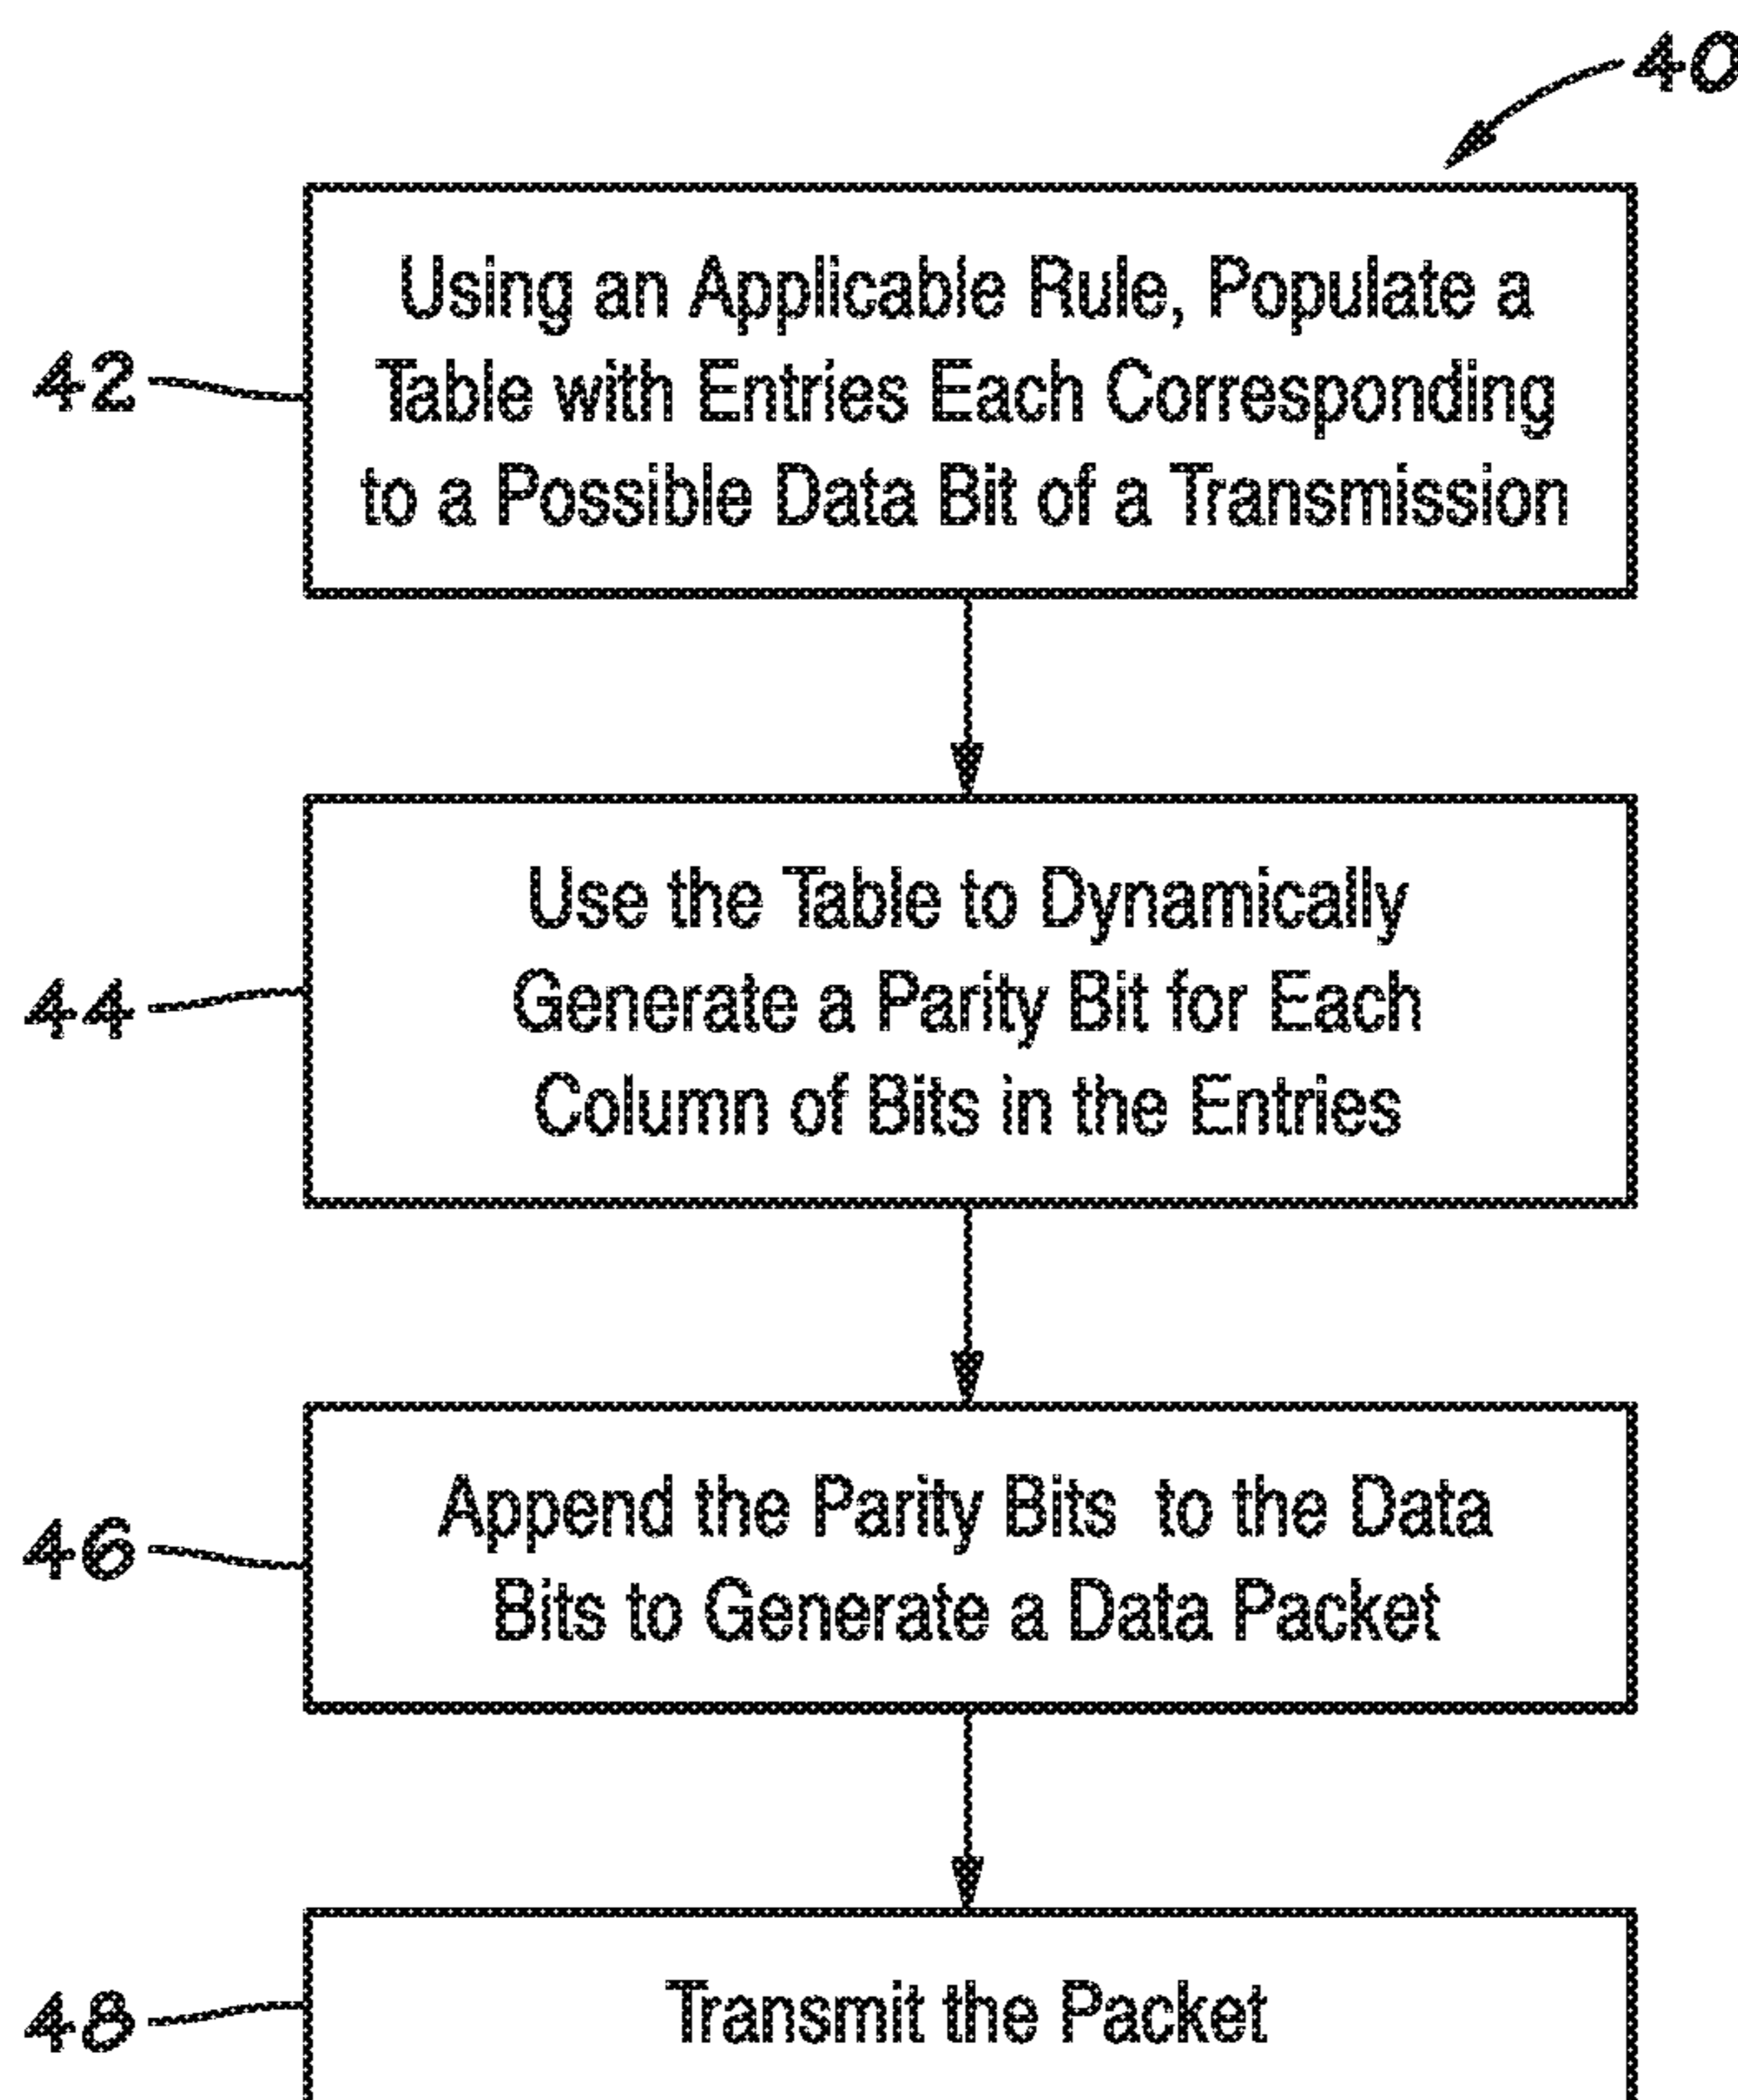 40
42
Using an Applicable Rule, Populate a
Table with Entries Each Corresponding
to a Possible Data Bit of a Transmission
44
Use the Table to Dynamically
Generate a Parity Bit for Each
Column of Bits in the Entries
46
Append the Parity Bits to the Data
Bits to Generate a Data Packet
48
Transmit the Packet